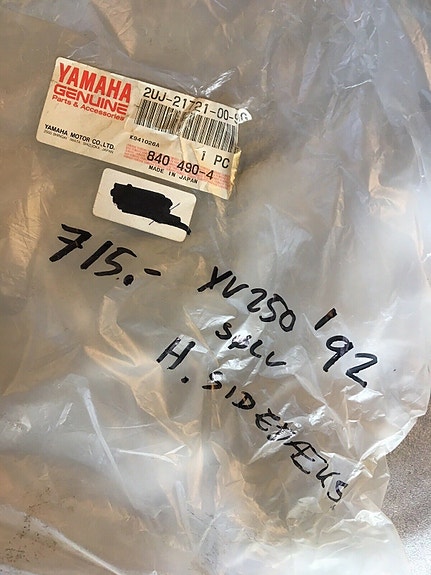 YAMAHA
GENUINE
Parts & Accessories
2UJ-21721-00-
K941026A
YAMAHA MOTOR CO., LTD.
1 PC
840 490-4
MADE IN JAPAN
715.-
XV250 '92
SØLV
H. SIDEDÆKS.